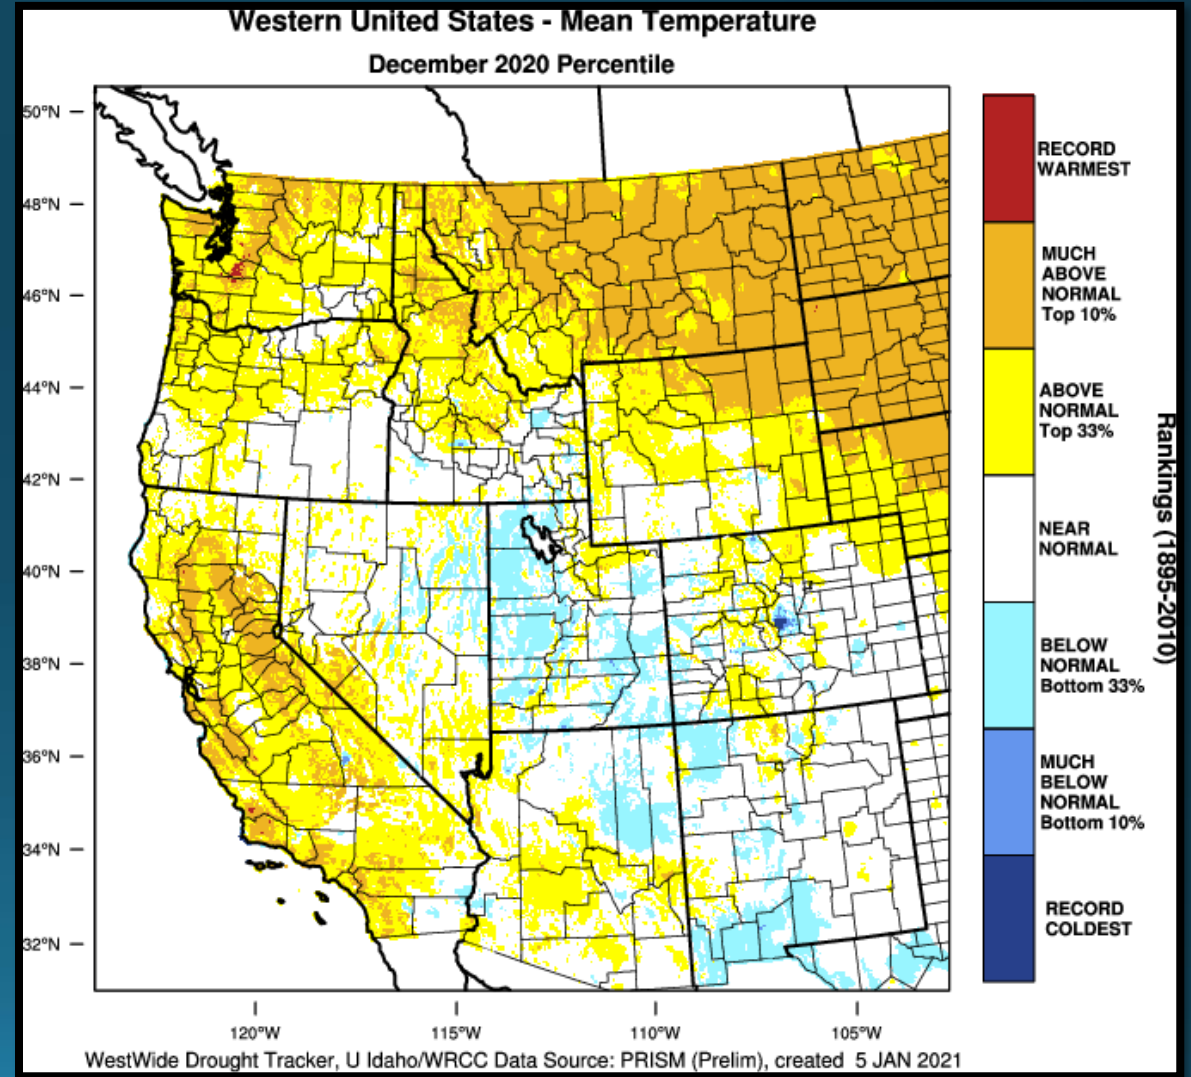 Western United States - Mean Temperature
December 2020 Percentile
50°N
48°N
46°N
44°N
42°N
40°N
38°N
36°N
34°N
32°N
120°W
115°W
110°W
105°W
RECORD
WARMEST
MUCH
ABOVE
NORMAL
Top 10%
ABOVE
NORMAL
Top 33%
NEAR
NORMAL
BELOW
NORMAL
Bottom 33%
MUCH
BELOW
NORMAL
Bottom 10%
RECORD
COLDEST
Rankings (1895-2010)
WestWide Drought Tracker, U Idaho/WRCC Data Source: PRISM (Prelim), created 5 JAN 2021